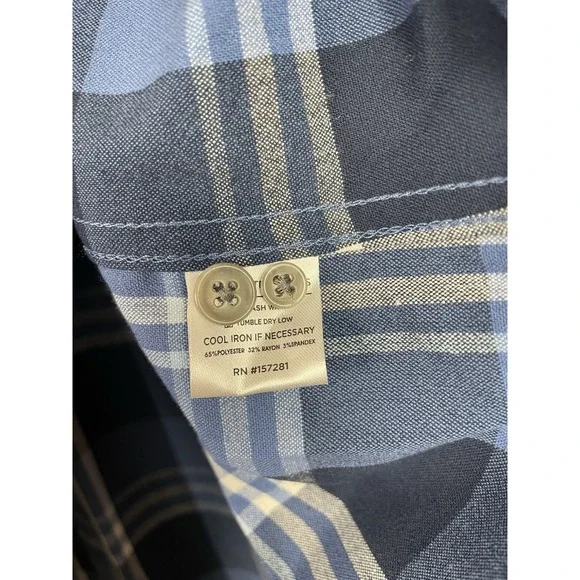 TUMBLE DRY LOW
COOL IRON IF NECESSARY
65%POLYESTER 32% RAYON 3%SPANDEX
RN #157281